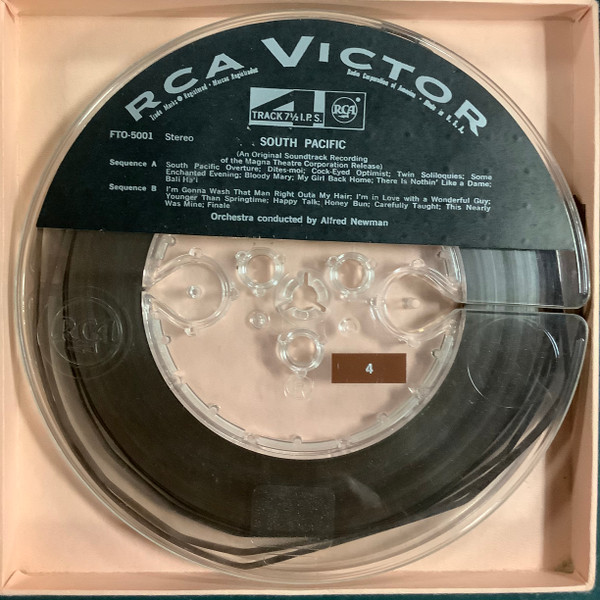 RCA VICTOR
Trade Marks ® Registered • Marcas Registradas
Radio Corporation of America • Made in U.S.A.
4
TRACK 7½ I.P.S.
RCA
FTO-5001 Stereo
SOUTH PACIFIC
(An Original Soundtrack Recording
of the Magna Theatre Corporation Release)
Sequence A South Pacific Overture; Dites-moi; Cock-Eyed Optimist; Twin Soliloquies; Some
Enchanted Evening; Bloody Mary; My Girl Back Home; There Is Nothin' Like a Dame;
Bali Ha'i
Sequence B I'm Gonna Wash That Man Right Outa My Hair; I'm in Love with a Wonderful Guy;
Younger Than Springtime; Happy Talk; Honey Bun; Carefully Taught; This Nearly
Was Mine; Finale
Orchestra conducted by Alfred Newman
RCA
4